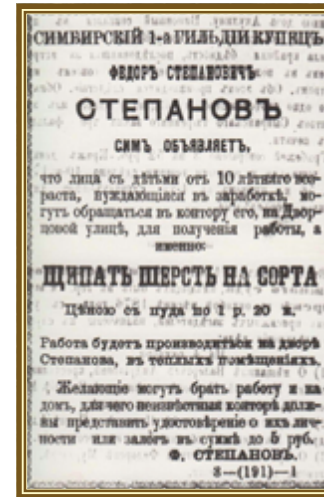 СИМБИРСКІЙ 1-й ГИЛЬДІИ КУПЕЦЪ
ѲЕДОРЪ СТЕПАНОВИЧЪ
СТЕПАНОВЪ
СИМЪ ОБЪЯВЛЯЕТЪ,
что лица съ дѣтьми отъ 10 лѣтняго воз-
раста, нуждающіяся въ заработкѣ, мо-
гутъ обращаться въ контору его, на Двор-
цовой улицѣ, для полученія работы, а
именно:
ЩИПАТЬ ШЕРСТЬ НА СОРТА
Цѣною съ пуда по 1 р. 20 к.
Работа будетъ производиться на дворѣ
Степанова, въ теплыхъ помѣщеніяхъ.
Желающіе могутъ брать работу и на
домъ, для чего неизвѣстныя конторѣ долж-
ны представить удостовѣреніе о ихъ лич-
ности или залогъ въ суммѣ до 5 руб.
Ѳ. СТЕПАНОВЪ.
3—(191)—1